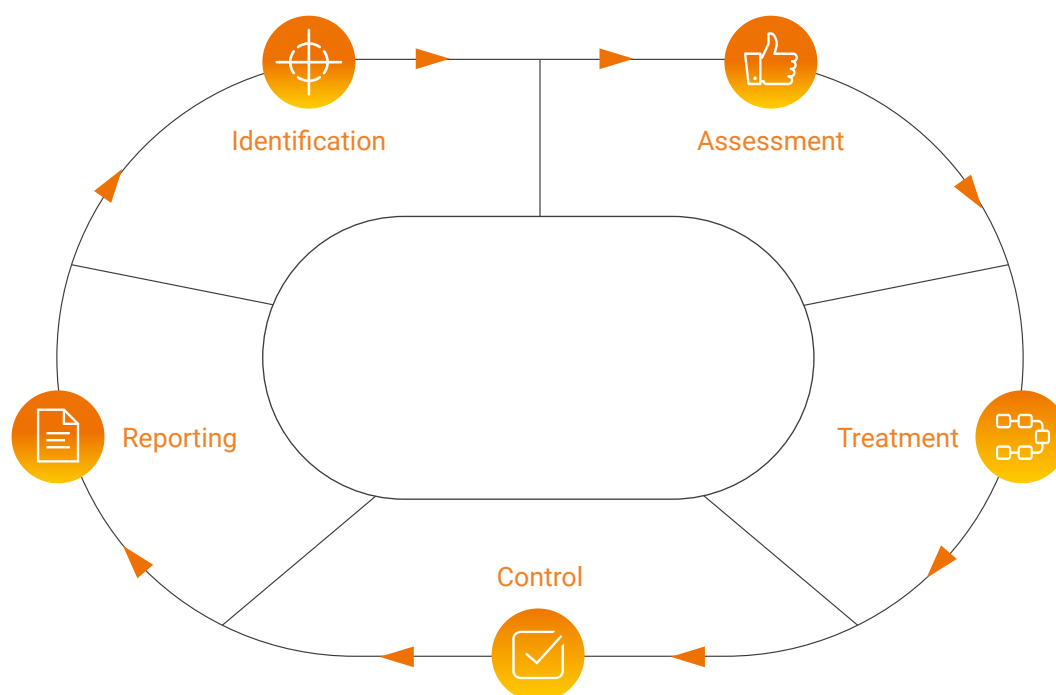 Identification
Assessment
Reporting
Treatment
Control